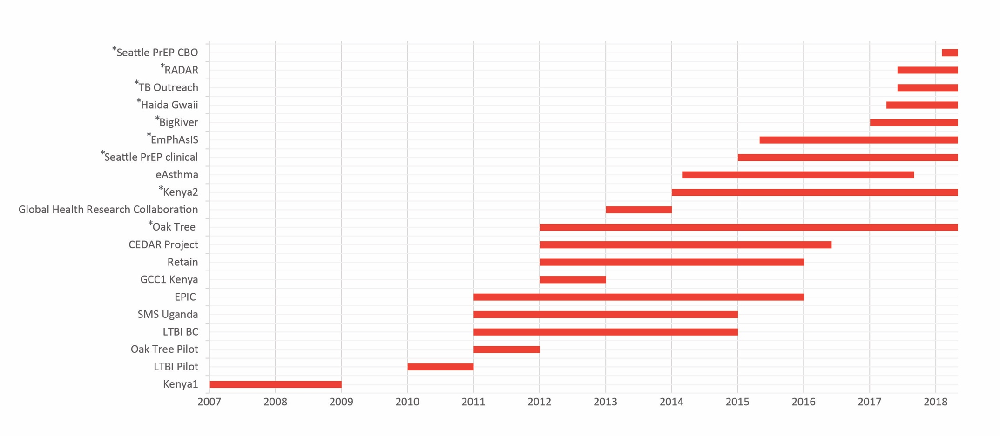 *Seattle PrEP CBO
*RADAR
*TB Outreach
*Haida Gwaii
*BigRiver
*EmPhAsIS
*Seattle PrEP clinical
eAsthma
*Kenya2
Global Health Research Collaboration
*Oak Tree
CEDAR Project
Retain
GCC1 Kenya
EPIC
SMS Uganda
LTBI BC
Oak Tree Pilot
LTBI Pilot
Kenya1
2007 2008 2009 2010 2011 2012 2013 2014 2015 2016 2017 2018